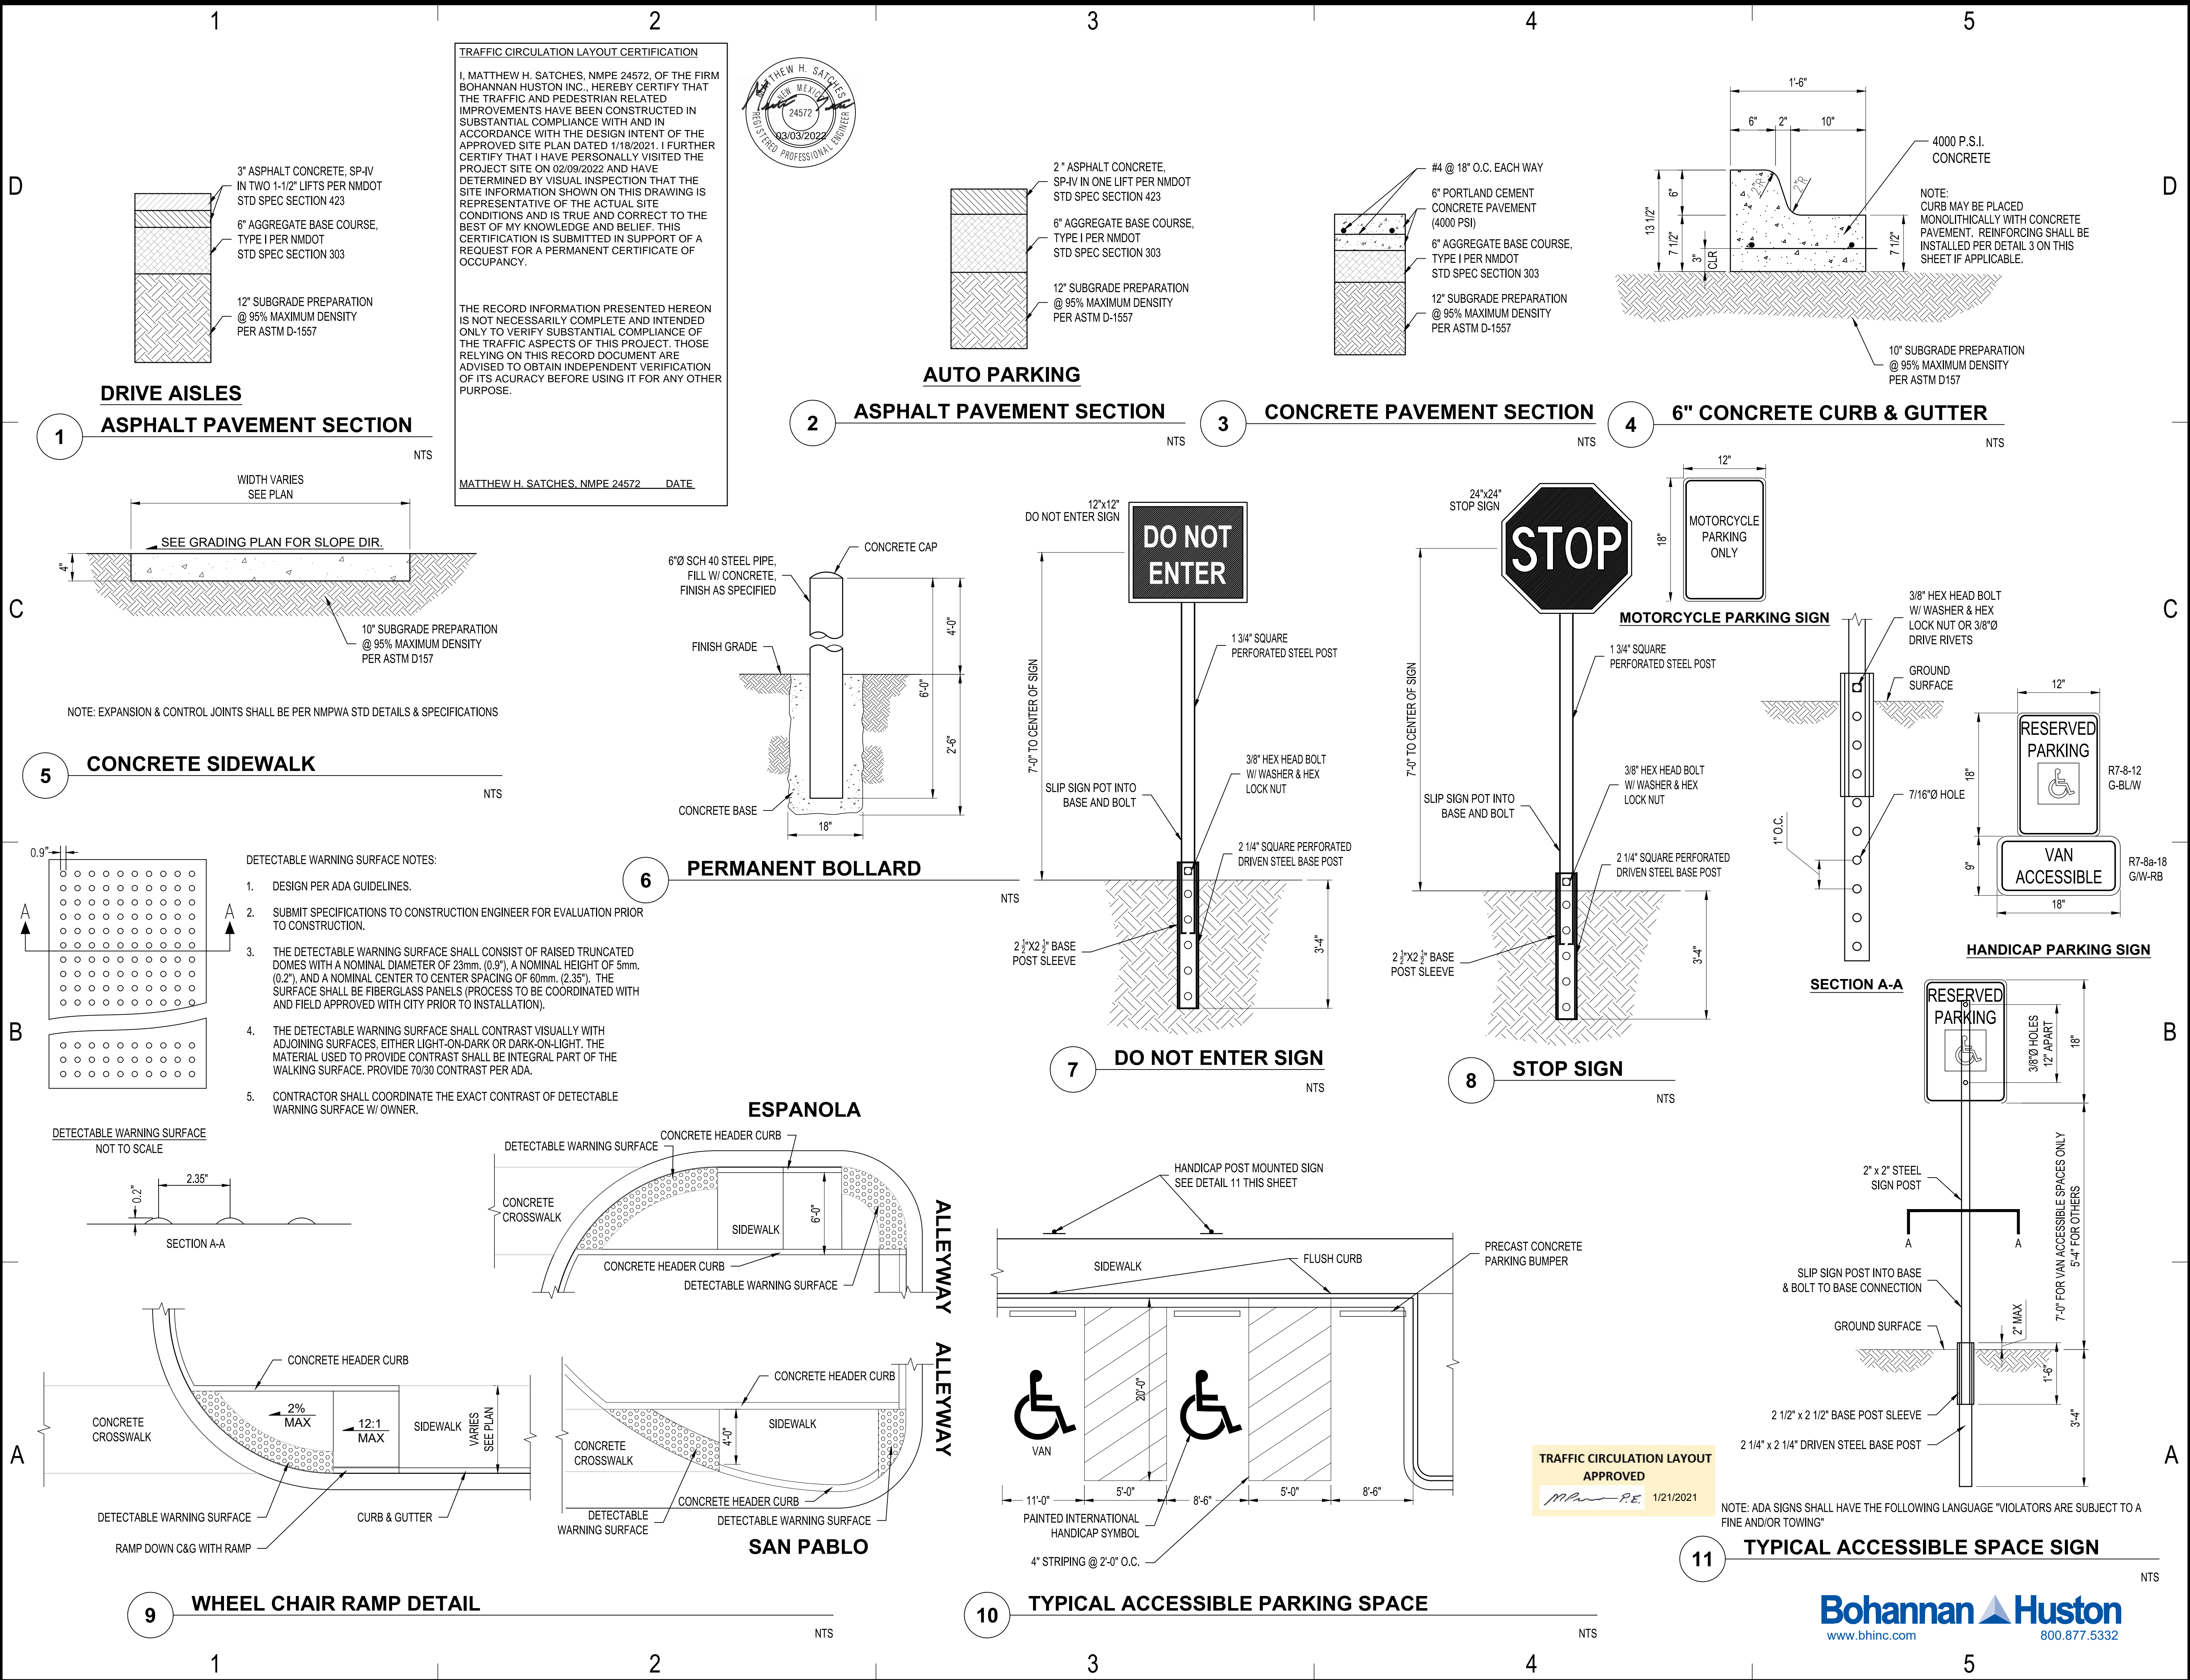 1
2
3
4
5
D
D
C
C
B
B
A
A
TRAFFIC CIRCULATION LAYOUT CERTIFICATION
I, MATTHEW H. SATCHES, NMPE 24572, OF THE FIRM
BOHANNAN HUSTON INC., HEREBY CERTIFY THAT
THE TRAFFIC AND PEDESTRIAN RELATED
IMPROVEMENTS HAVE BEEN CONSTRUCTED IN
SUBSTANTIAL COMPLIANCE WITH AND IN
ACCORDANCE WITH THE DESIGN INTENT OF THE
APPROVED SITE PLAN DATED 1/18/2021. I FURTHER
CERTIFY THAT I HAVE PERSONALLY VISITED THE
PROJECT SITE ON 02/09/2022 AND HAVE
DETERMINED BY VISUAL INSPECTION THAT THE
SITE INFORMATION SHOWN ON THIS DRAWING IS
REPRESENTATIVE OF THE ACTUAL SITE
CONDITIONS AND IS TRUE AND CORRECT TO THE
BEST OF MY KNOWLEDGE AND BELIEF. THIS
CERTIFICATION IS SUBMITTED IN SUPPORT OF A
REQUEST FOR A PERMANENT CERTIFICATE OF
OCCUPANCY.
THE RECORD INFORMATION PRESENTED HEREON
IS NOT NECESSARILY COMPLETE AND INTENDED
ONLY TO VERIFY SUBSTANTIAL COMPLIANCE OF
THE TRAFFIC ASPECTS OF THIS PROJECT. THOSE
RELYING ON THIS RECORD DOCUMENT ARE
ADVISED TO OBTAIN INDEPENDENT VERIFICATION
OF ITS ACURACY BEFORE USING IT FOR ANY OTHER
PURPOSE.
MATTHEW H. SATCHES, NMPE 24572 DATE
MATTHEW H. SATCHES
NEW MEXICO
24572
03/03/2022
REGISTERED PROFESSIONAL ENGINEER
3" ASPHALT CONCRETE, SP-IV
IN TWO 1-1/2" LIFTS PER NMDOT
STD SPEC SECTION 423
6" AGGREGATE BASE COURSE,
TYPE I PER NMDOT
STD SPEC SECTION 303
12" SUBGRADE PREPARATION
@ 95% MAXIMUM DENSITY
PER ASTM D-1557
DRIVE AISLES
1 ASPHALT PAVEMENT SECTION
NTS
2 " ASPHALT CONCRETE,
SP-IV IN ONE LIFT PER NMDOT
STD SPEC SECTION 423
6" AGGREGATE BASE COURSE,
TYPE I PER NMDOT
STD SPEC SECTION 303
12" SUBGRADE PREPARATION
@ 95% MAXIMUM DENSITY
PER ASTM D-1557
AUTO PARKING
2 ASPHALT PAVEMENT SECTION
NTS
#4 @ 18" O.C. EACH WAY
6" PORTLAND CEMENT
CONCRETE PAVEMENT
(4000 PSI)
6" AGGREGATE BASE COURSE,
TYPE I PER NMDOT
STD SPEC SECTION 303
12" SUBGRADE PREPARATION
@ 95% MAXIMUM DENSITY
PER ASTM D-1557
3 CONCRETE PAVEMENT SECTION
NTS
1'-6"
6" 2" 10"
2"R
2"R
13 1/2"
6"
7 1/2"
3"
CLR
7 1/2"
4000 P.S.I.
CONCRETE
NOTE:
CURB MAY BE PLACED
MONOLITHICALLY WITH CONCRETE
PAVEMENT. REINFORCING SHALL BE
INSTALLED PER DETAIL 3 ON THIS
SHEET IF APPLICABLE.
10" SUBGRADE PREPARATION
@ 95% MAXIMUM DENSITY
PER ASTM D157
4 6" CONCRETE CURB & GUTTER
NTS
WIDTH VARIES
SEE PLAN
SEE GRADING PLAN FOR SLOPE DIR.
4"
10" SUBGRADE PREPARATION
@ 95% MAXIMUM DENSITY
PER ASTM D157
NOTE: EXPANSION & CONTROL JOINTS SHALL BE PER NMPWA STD DETAILS & SPECIFICATIONS
5 CONCRETE SIDEWALK
NTS
6"Ø SCH 40 STEEL PIPE,
FILL W/ CONCRETE,
FINISH AS SPECIFIED
CONCRETE CAP
FINISH GRADE
4'-0"
6'-0"
2'-6"
CONCRETE BASE
18"
6 PERMANENT BOLLARD
NTS
12"x12"
DO NOT ENTER SIGN
DO NOT
ENTER
7'-0" TO CENTER OF SIGN
1 3/4" SQUARE
PERFORATED STEEL POST
3/8" HEX HEAD BOLT
W/ WASHER & HEX
LOCK NUT
SLIP SIGN POT INTO
BASE AND BOLT
2 1/4" SQUARE PERFORATED
DRIVEN STEEL BASE POST
2 1/2"X2 1/2" BASE
POST SLEEVE
3'-4"
7 DO NOT ENTER SIGN
NTS
24"x24"
STOP SIGN
STOP
7'-0" TO CENTER OF SIGN
1 3/4" SQUARE
PERFORATED STEEL POST
3/8" HEX HEAD BOLT
W/ WASHER & HEX
LOCK NUT
SLIP SIGN POT INTO
BASE AND BOLT
2 1/4" SQUARE PERFORATED
DRIVEN STEEL BASE POST
2 1/2"X2 1/2" BASE
POST SLEEVE
3'-4"
8 STOP SIGN
NTS
12"
18"
MOTORCYCLE
PARKING
ONLY
MOTORCYCLE PARKING SIGN
3/8" HEX HEAD BOLT
W/ WASHER & HEX
LOCK NUT OR 3/8"Ø
DRIVE RIVETS
GROUND
SURFACE
7/16"Ø HOLE
1" O.C.
SECTION A-A
12"
RESERVED
PARKING
18"
R7-8-12
G-BL/W
VAN
ACCESSIBLE
9"
R7-8a-18
G/W-RB
18"
HANDICAP PARKING SIGN
0.9"
A
A
DETECTABLE WARNING SURFACE NOTES:
1. DESIGN PER ADA GUIDELINES.
2. SUBMIT SPECIFICATIONS TO CONSTRUCTION ENGINEER FOR EVALUATION PRIOR
TO CONSTRUCTION.
3. THE DETECTABLE WARNING SURFACE SHALL CONSIST OF RAISED TRUNCATED
DOMES WITH A NOMINAL DIAMETER OF 23mm. (0.9"), A NOMINAL HEIGHT OF 5mm.
(0.2"), AND A NOMINAL CENTER TO CENTER SPACING OF 60mm. (2.35"). THE
SURFACE SHALL BE FIBERGLASS PANELS (PROCESS TO BE COORDINATED WITH
AND FIELD APPROVED WITH CITY PRIOR TO INSTALLATION).
4. THE DETECTABLE WARNING SURFACE SHALL CONTRAST VISUALLY WITH
ADJOINING SURFACES, EITHER LIGHT-ON-DARK OR DARK-ON-LIGHT. THE
MATERIAL USED TO PROVIDE CONTRAST SHALL BE INTEGRAL PART OF THE
WALKING SURFACE. PROVIDE 70/30 CONTRAST PER ADA.
5. CONTRACTOR SHALL COORDINATE THE EXACT CONTRAST OF DETECTABLE
WARNING SURFACE W/ OWNER.
DETECTABLE WARNING SURFACE
NOT TO SCALE
2.35"
0.2"
SECTION A-A
ESPANOLA
DETECTABLE WARNING SURFACE
CONCRETE HEADER CURB
CONCRETE
CROSSWALK
SIDEWALK
6'-0"
CONCRETE HEADER CURB
DETECTABLE WARNING SURFACE
ALLEYWAY
CONCRETE HEADER CURB
CONCRETE
CROSSWALK
2%
MAX
12:1
MAX
SIDEWALK
VARIES
SEE PLAN
DETECTABLE WARNING SURFACE
CURB & GUTTER
RAMP DOWN C&G WITH RAMP
ALLEYWAY
CONCRETE HEADER CURB
SIDEWALK
4'-0"
CONCRETE
CROSSWALK
CONCRETE HEADER CURB
DETECTABLE
WARNING SURFACE
DETECTABLE WARNING SURFACE
SAN PABLO
9 WHEEL CHAIR RAMP DETAIL
NTS
HANDICAP POST MOUNTED SIGN
SEE DETAIL 11 THIS SHEET
SIDEWALK
FLUSH CURB
PRECAST CONCRETE
PARKING BUMPER
20'-0"
VAN
11'-0" 5'-0" 8'-6" 5'-0" 8'-6"
PAINTED INTERNATIONAL
HANDICAP SYMBOL
4" STRIPING @ 2'-0" O.C.
10 TYPICAL ACCESSIBLE PARKING SPACE
NTS
TRAFFIC CIRCULATION LAYOUT
APPROVED
P.E. 1/21/2021
RESERVED
PARKING
3/8"Ø HOLES
12" APART
18"
2" x 2" STEEL
SIGN POST
A
A
7'-0" FOR VAN ACCESSIBLE SPACES ONLY
5'-4" FOR OTHERS
SLIP SIGN POST INTO BASE
& BOLT TO BASE CONNECTION
GROUND SURFACE
2" MAX
1'-6"
3'-4"
2 1/2" x 2 1/2" BASE POST SLEEVE
2 1/4" x 2 1/4" DRIVEN STEEL BASE POST
NOTE: ADA SIGNS SHALL HAVE THE FOLLOWING LANGUAGE "VIOLATORS ARE SUBJECT TO A
FINE AND/OR TOWING"
11 TYPICAL ACCESSIBLE SPACE SIGN
NTS
Bohannan Huston
www.bhinc.com 800.877.5332
1
2
3
4
5